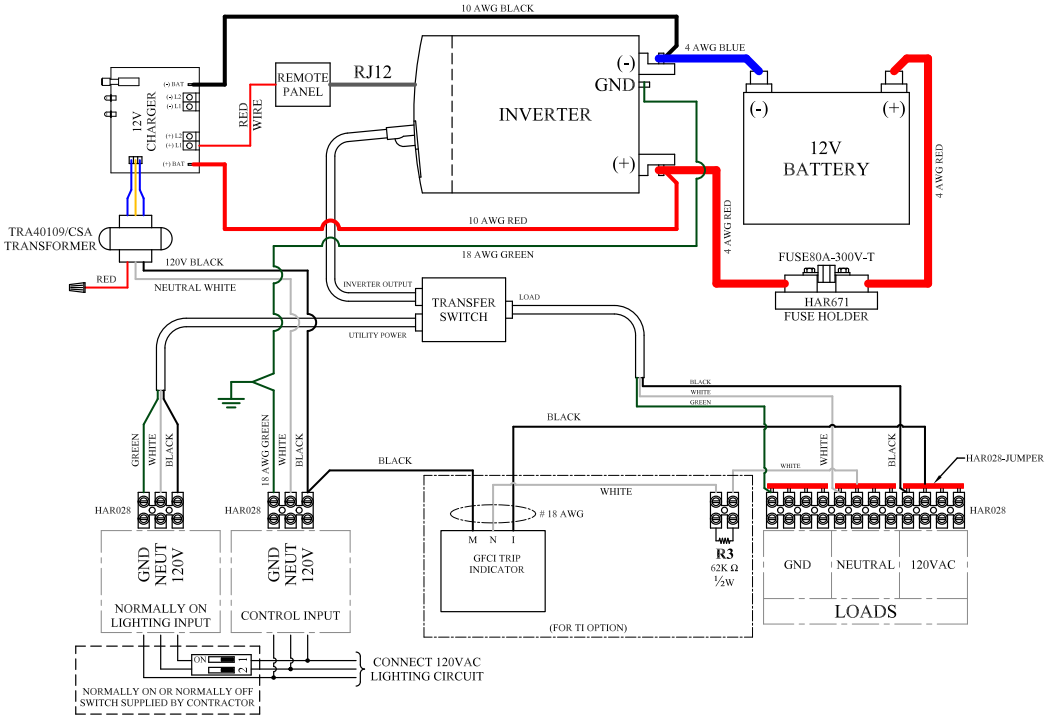 10 AWG BLACK
4 AWG BLUE
(-) BAT
(-) L2
(-) L1
12V
CHARGER
(+) L2
(+) L1
(+) BAT
RED
WIRE
REMOTE
PANEL
RJ12
INVERTER
(-)
GND
(+)
(-)
(+)
12V
BATTERY
4 AWG RED
4 AWG RED
10 AWG RED
18 AWG GREEN
TRA40109/CSA
TRANSFORMER
120V BLACK
RED
NEUTRAL WHITE
FUSE80A-300V-T
HAR671
FUSE HOLDER
INVERTER OUTPUT
TRANSFER
SWITCH
LOAD
UTILITY POWER
BLACK
WHITE
GREEN
GREEN
WHITE
BLACK
18 AWG GREEN
WHITE
BLACK
BLACK
BLACK
WHITE
BLACK
WHITE
HAR028-JUMPER
WHITE
HAR028
HAR028
# 18 AWG
HAR028
M N I
GFCI TRIP
INDICATOR
R3
62K Ω
½W
GND
NEUT
120V
NORMALLY ON
LIGHTING INPUT
GND
NEUT
120V
CONTROL INPUT
GND
NEUTRAL
120VAC
LOADS
(FOR TI OPTION)
ON
1
2
CONNECT 120VAC
LIGHTING CIRCUIT
NORMALLY ON OR NORMALLY OFF
SWITCH SUPPLIED BY CONTRACTOR